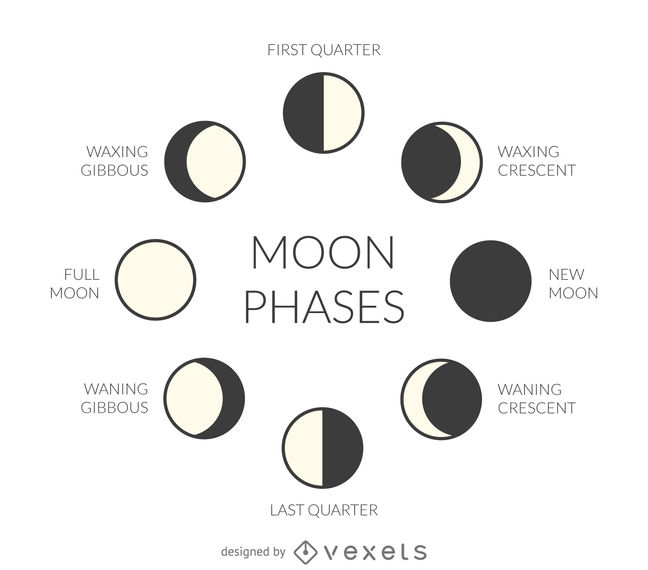 FIRST QUARTER
WAXING
GIBBOUS
WAXING
CRESCENT
MOON
PHASES
FULL
MOON
NEW
MOON
WANING
GIBBOUS
WANING
CRESCENT
LAST QUARTER
designed by vexels